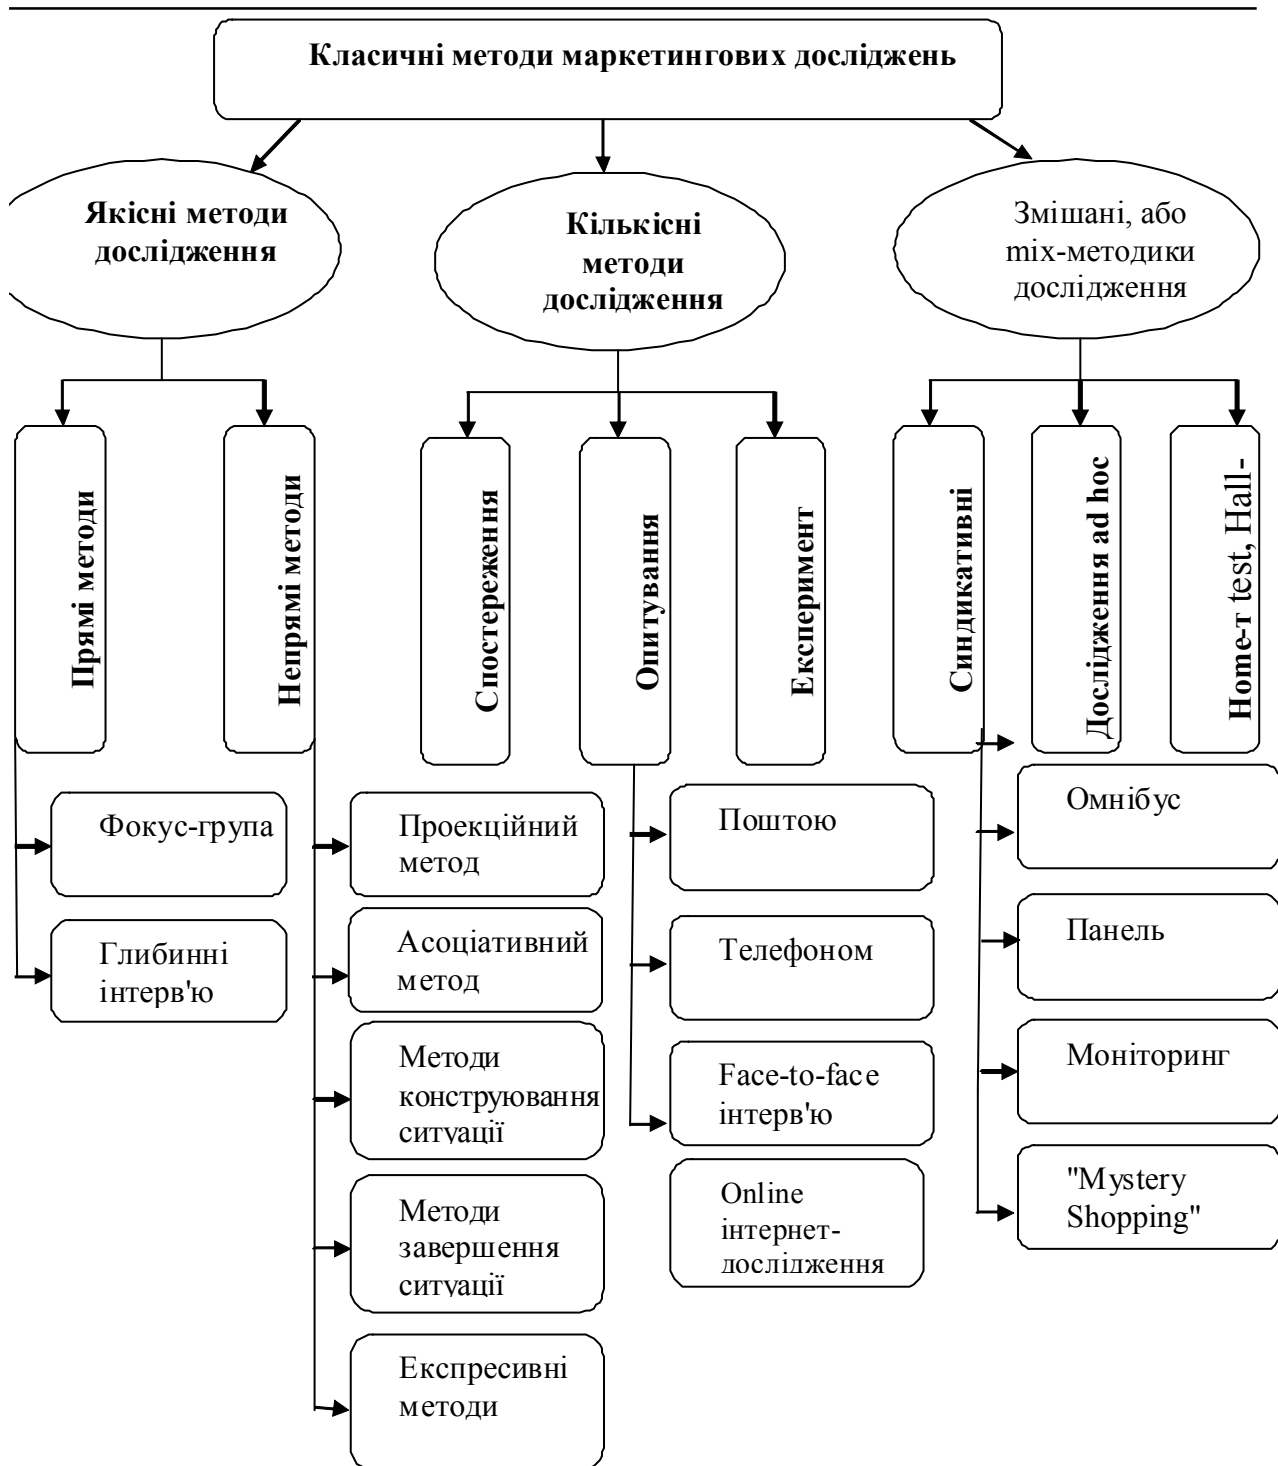 Класичні методи маркетингових досліджень
Якісні методи
дослідження
Кількісні
методи
дослідження
Змішані, або
mix-методики
дослідження
Прямі методи
Непрямі методи
Спостереження
Опитування
Експеримент
Синдикативні
Дослідження ad hoc
Home-т test, Hall-
Фокус-група
Глибинні
інтерв'ю
Проекційний
метод
Асоціативний
метод
Методи
конструювання
ситуації
Методи
завершення
ситуації
Експресивні
методи
Поштою
Телефоном
Face-to-face
інтерв'ю
Online
інтернет-
дослідження
Омнібус
Панель
Моніторинг
"Mystery
Shopping"